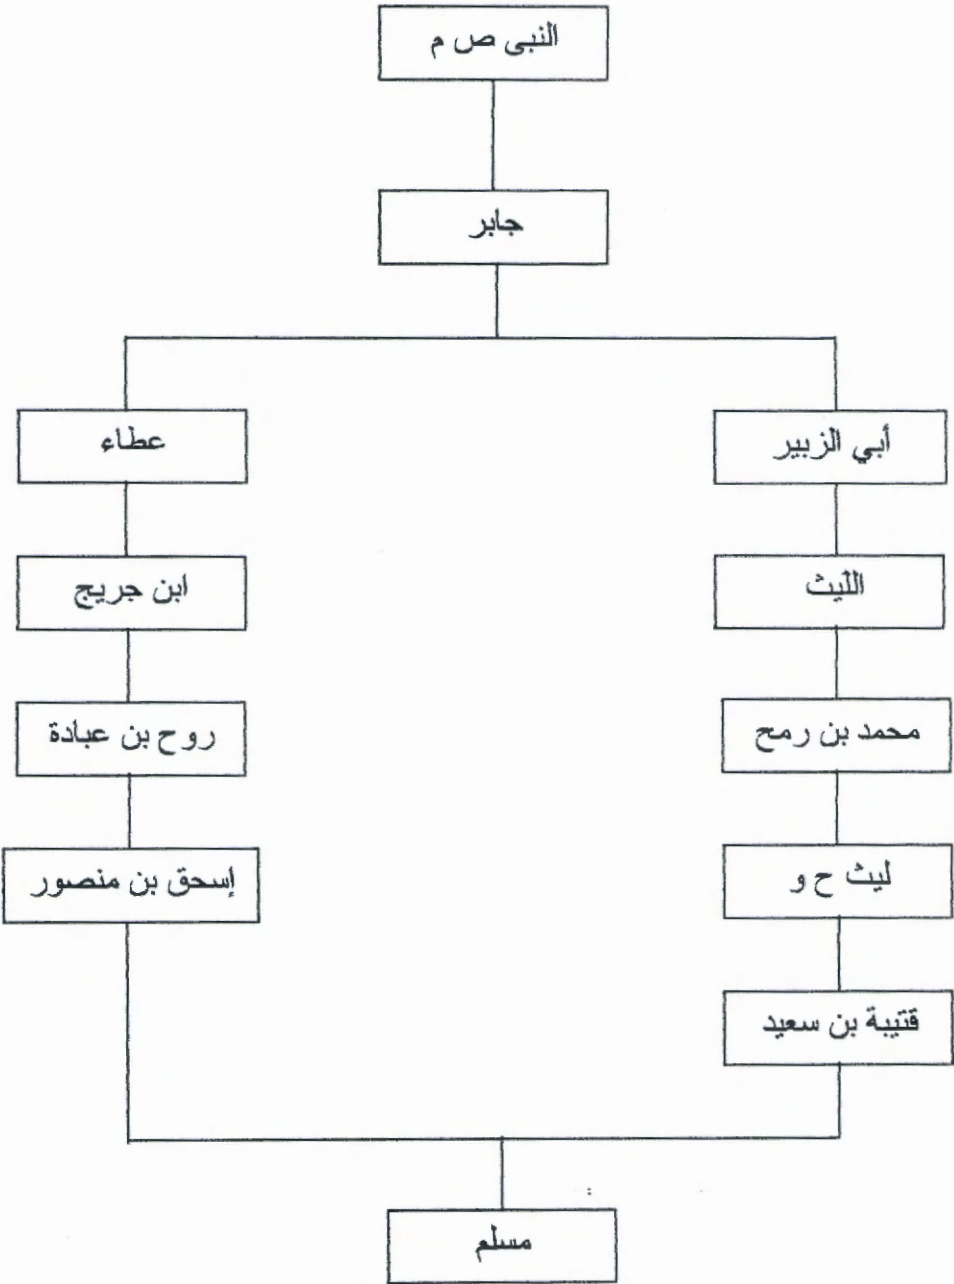 النبى ص م
جابر
أبي الزبير
عطاء
الليث
ابن جريج
محمد بن رمح
روح بن عبادة
ليث ح و
إسحق بن منصور
قتيبة بن سعيد
مسلم